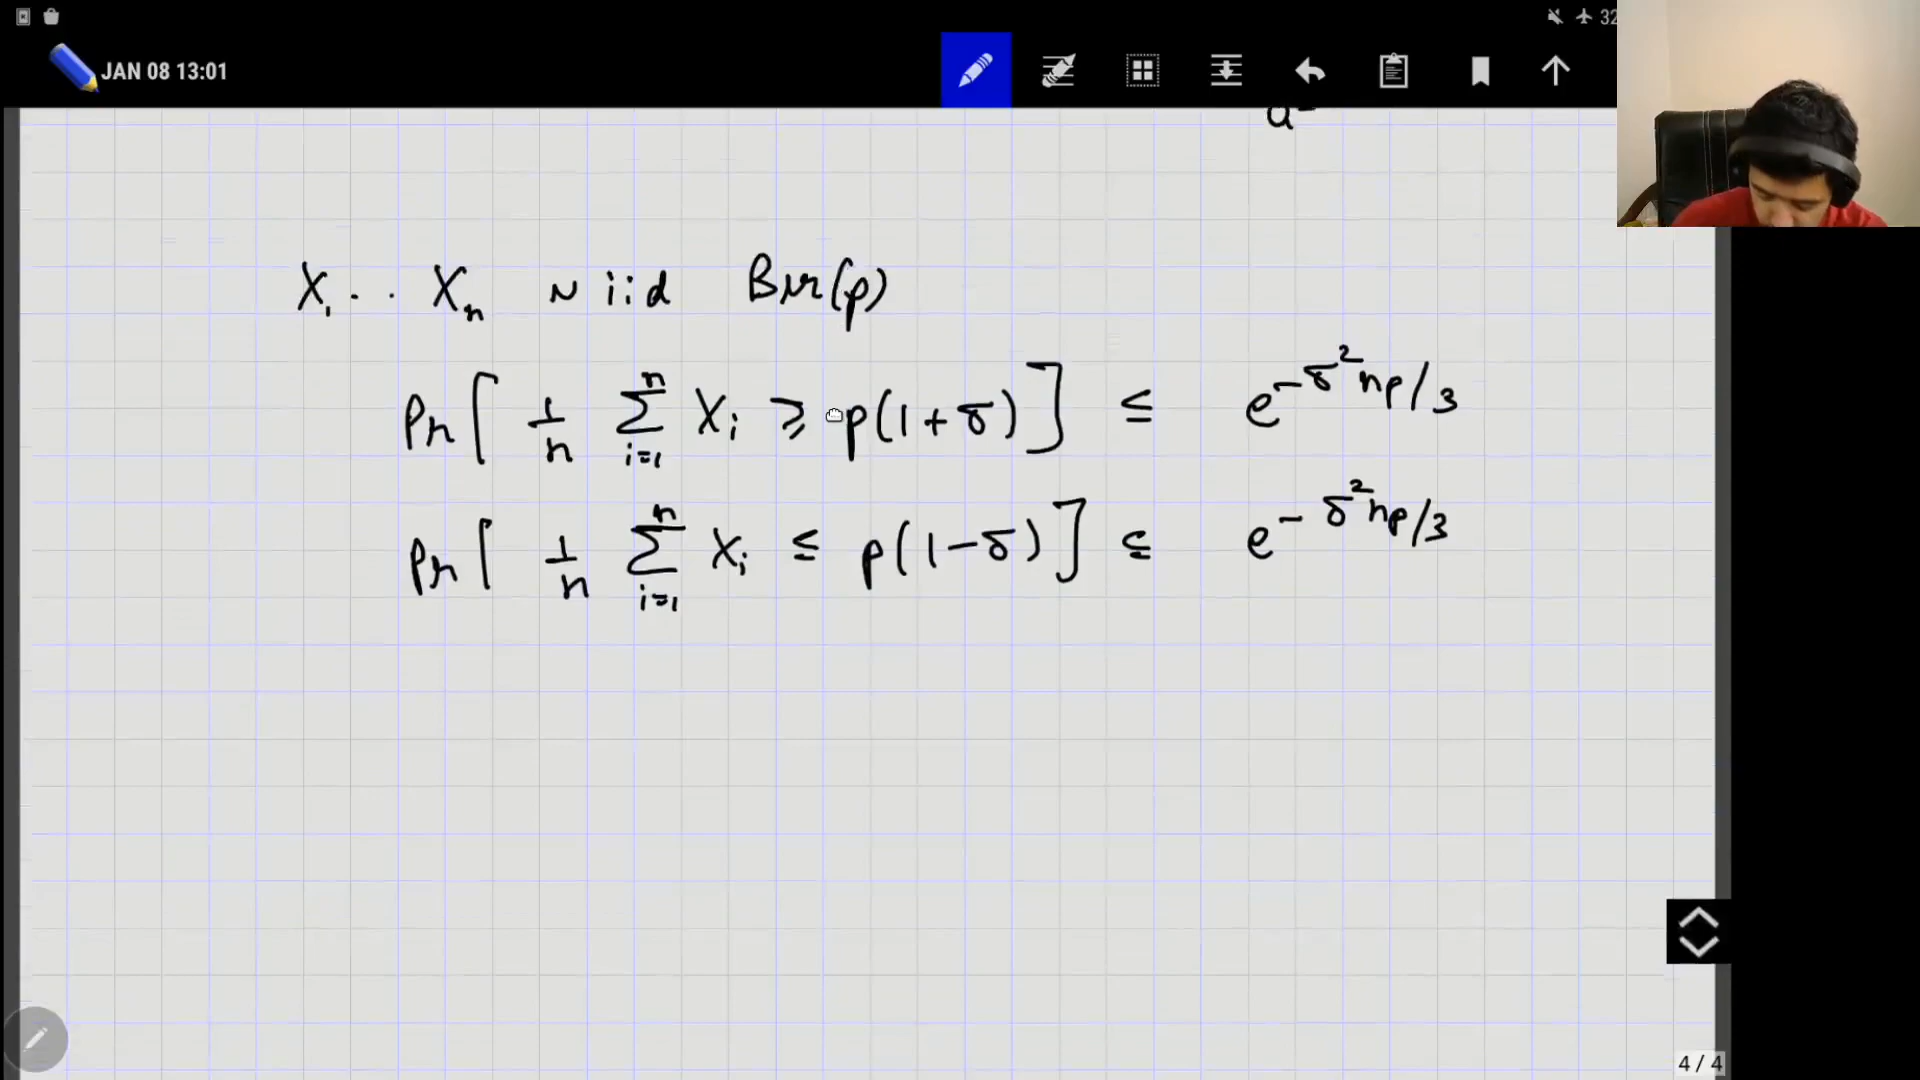 32
JAN 08 13:01
X₁ . . Xₙ ~ iid Ber(p)
Pr[ 1/n ∑ᵢ₌₁ⁿ Xᵢ ⩾ p(1+δ) ] ≤ e^{-δ²np/3}
Pr[ 1/n ∑ᵢ₌₁ⁿ Xᵢ ≤ p(1-δ) ] ≤ e^{-δ²np/3}
4 / 4